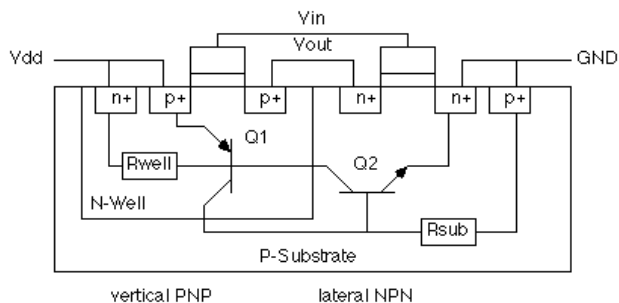 Vin
Vdd
Vout
GND
n+ p+ p+ n+ n+ p+
Q1
Q2
Rwell
N-Well
Rsub
P-Substrate
vertical PNP lateral NPN